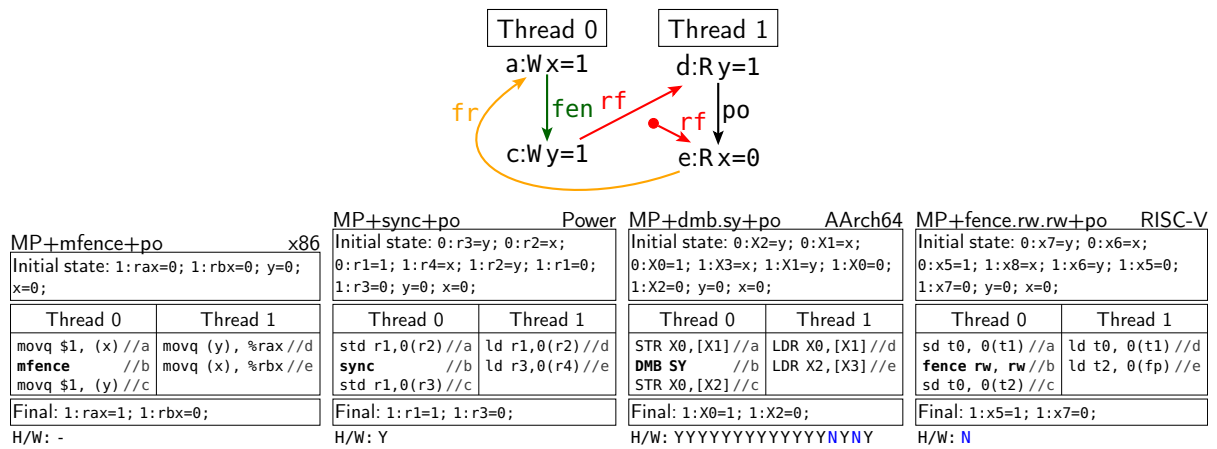 Thread 0
Thread 1
a:W x=1
d:R y=1
fr
fen
rf
rf
po
c:W y=1
e:R x=0
MP+mfence+po x86
Initial state: 1:rax=0; 1:rbx=0; y=0;
x=0;
Thread 0 Thread 1
movq $1, (x) //a movq (y), %rax //d
mfence //b movq (x), %rbx //e
movq $1, (y) //c
Final: 1:rax=1; 1:rbx=0;
H/W: -
MP+sync+po Power
Initial state: 0:r3=y; 0:r2=x;
0:r1=1; 1:r4=x; 1:r2=y; 1:r1=0;
1:r3=0; y=0; x=0;
Thread 0 Thread 1
std r1,0(r2) //a ld r1,0(r2) //d
sync //b ld r3,0(r4) //e
std r1,0(r3) //c
Final: 1:r1=1; 1:r3=0;
H/W: Y
MP+dmb.sy+po AArch64
Initial state: 0:X2=y; 0:X1=x;
0:X0=1; 1:X3=x; 1:X1=y; 1:X0=0;
1:X2=0; y=0; x=0;
Thread 0 Thread 1
STR X0,[X1] //a LDR X0,[X1] //d
DMB SY //b LDR X2,[X3] //e
STR X0,[X2] //c
Final: 1:X0=1; 1:X2=0;
H/W: YYYYYYYYYYYYYNYNY
MP+fence.rw.rw+po RISC-V
Initial state: 0:x7=y; 0:x6=x;
0:x5=1; 1:x8=x; 1:x6=y; 1:x5=0;
1:x7=0; y=0; x=0;
Thread 0 Thread 1
sd t0, 0(t1) //a ld t0, 0(t1) //d
fence rw, rw //b ld t2, 0(fp) //e
sd t0, 0(t2) //c
Final: 1:x5=1; 1:x7=0;
H/W: N